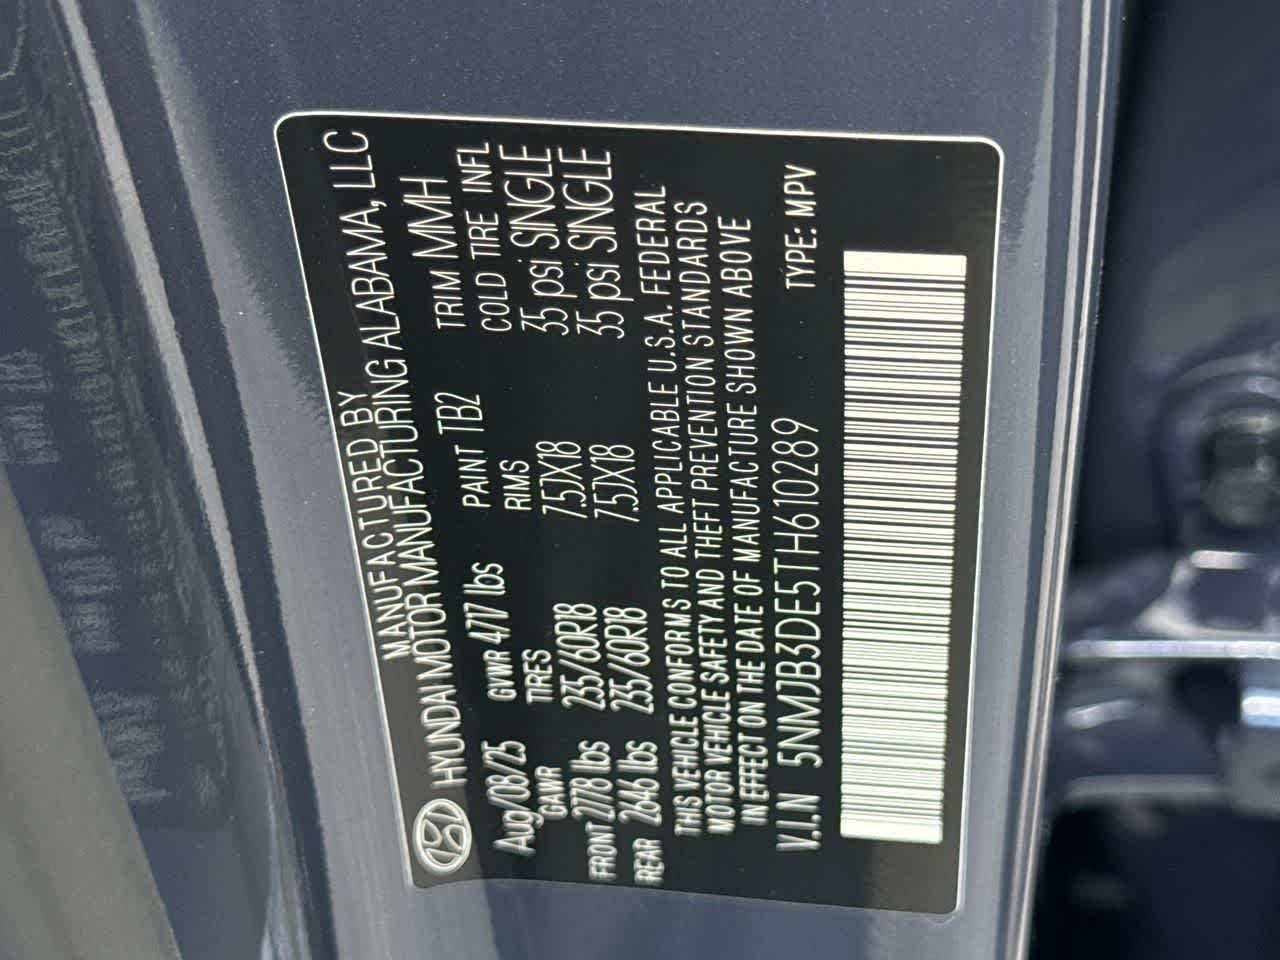 MANUFACTURED BY
HYUNDAI MOTOR MANUFACTURING ALABAMA, LLC
Aug/08/25 GVWR 4717 lbs PAINT TB2 TRIM MMH
GAWR TIRES RIMS COLD TIRE INFL
FRONT 2778 lbs 235/60R18 7.5JX18 35 psi SINGLE
REAR 2646 lbs 235/60R18 7.5JX18 35 psi SINGLE
THIS VEHICLE CONFORMS TO ALL APPLICABLE U.S.A. FEDERAL
MOTOR VEHICLE SAFETY AND THEFT PREVENTION STANDARDS
IN EFFECT ON THE DATE OF MANUFACTURE SHOWN ABOVE
V.I.N 5NMJB3DE5TH610289 TYPE: MPV